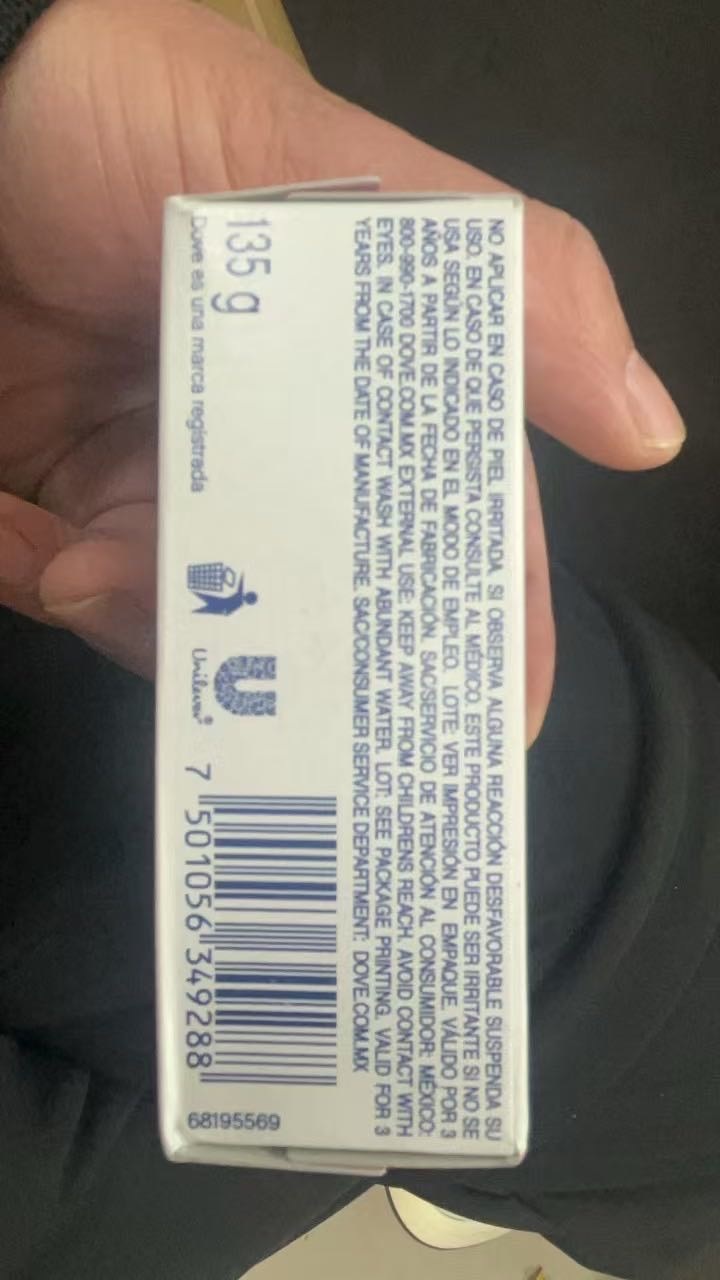 NO APLICAR EN CASO DE PIEL IRRITADA. SI OBSERVA ALGUNA REACCIÓN DESFAVORABLE SUSPENDA SU
USO. EN CASO DE QUE PERSISTA CONSULTE AL MÉDICO. ESTE PRODUCTO PUEDE SER IRRITANTE SI NO SE
USA SEGÚN LO INDICADO EN EL MODO DE EMPLEO. LOTE: VER IMPRESIÓN EN EMPAQUE. VÁLIDO POR 3
AÑOS A PARTIR DE LA FECHA DE FABRICACIÓN. SAC/SERVICIO DE ATENCIÓN AL CONSUMIDOR: MÉXICO:
800-990-1700 DOVE.COM.MX EXTERNAL USE: KEEP AWAY FROM CHILDRENS REACH. AVOID CONTACT WITH
EYES. IN CASE OF CONTACT WASH WITH ABUNDANT WATER. LOT: SEE PACKAGE PRINTING. VALID FOR 3
YEARS FROM THE DATE OF MANUFACTURE. SAC/CONSUMER SERVICE DEPARTMENT: DOVE.COM.MX
135 g
Dove es una marca registrada
Unilever®
7 501056 349288
68195569